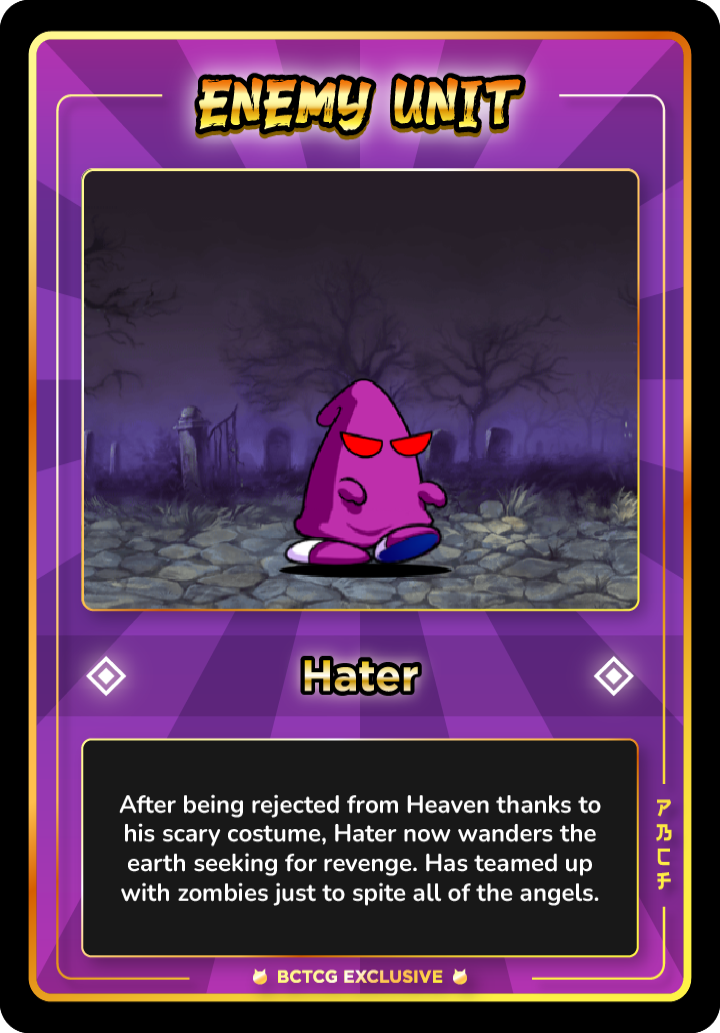 ENEMY UNIT
Hater
After being rejected from Heaven thanks to
his scary costume, Hater now wanders the
earth seeking for revenge. Has teamed up
with zombies just to spite all of the angels.
BCTCG EXCLUSIVE